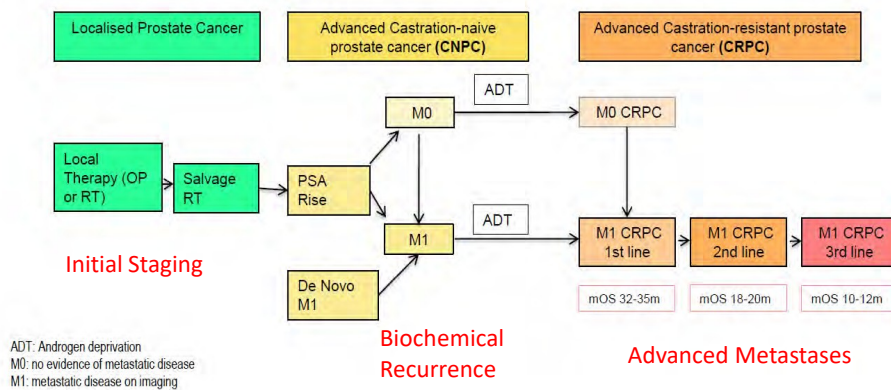 Localised Prostate Cancer
Advanced Castration-naive
prostate cancer (CNPC)
Advanced Castration-resistant prostate
cancer (CRPC)
ADT
M0
M0 CRPC
Local
Therapy (OP
or RT)
Salvage
RT
PSA
Rise
ADT
M1
M1 CRPC
1st line
M1 CRPC
2nd line
M1 CRPC
3rd line
Initial Staging
De Novo
M1
mOS 32-35m
mOS 18-20m
mOS 10-12m
Biochemical
Recurrence
Advanced Metastases
ADT: Androgen deprivation
M0: no evidence of metastatic disease
M1: metastatic disease on imaging